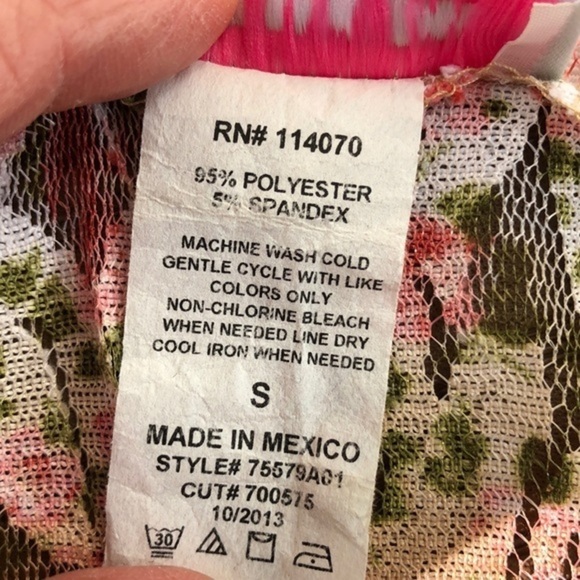 RN# 114070
95% POLYESTER
5% SPANDEX
MACHINE WASH COLD
GENTLE CYCLE WITH LIKE
COLORS ONLY
NON-CHLORINE BLEACH
WHEN NEEDED LINE DRY
COOL IRON WHEN NEEDED
S
MADE IN MEXICO
STYLE# 75579A01
CUT# 700575
10/2013
30